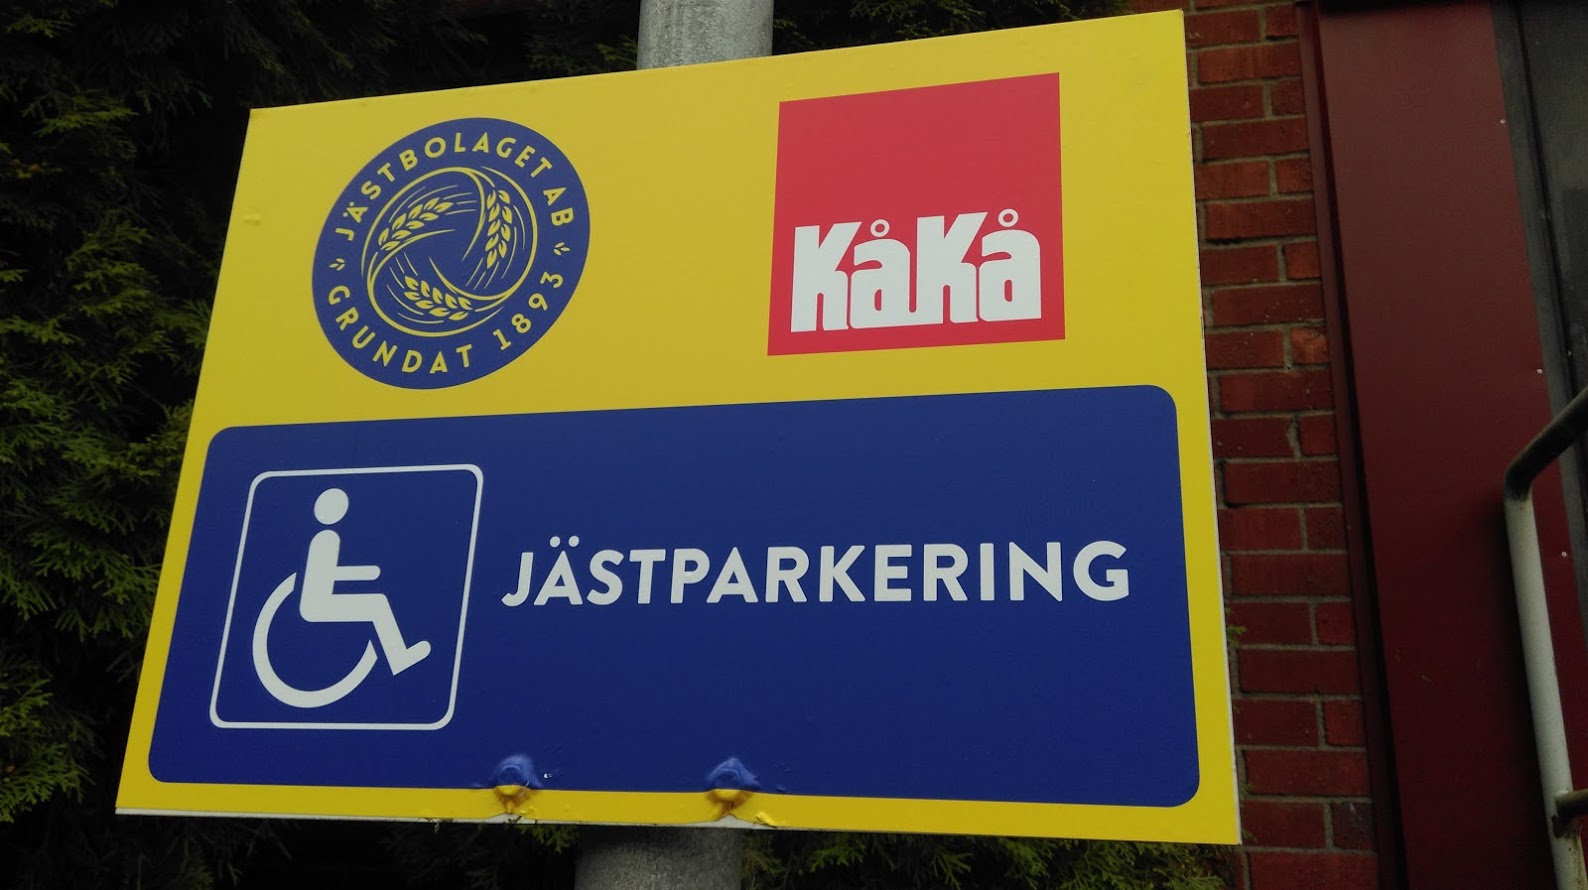 JÄSTBOLAGET AB
GRUNDAT 1893
KåKå
JÄSTPARKERING